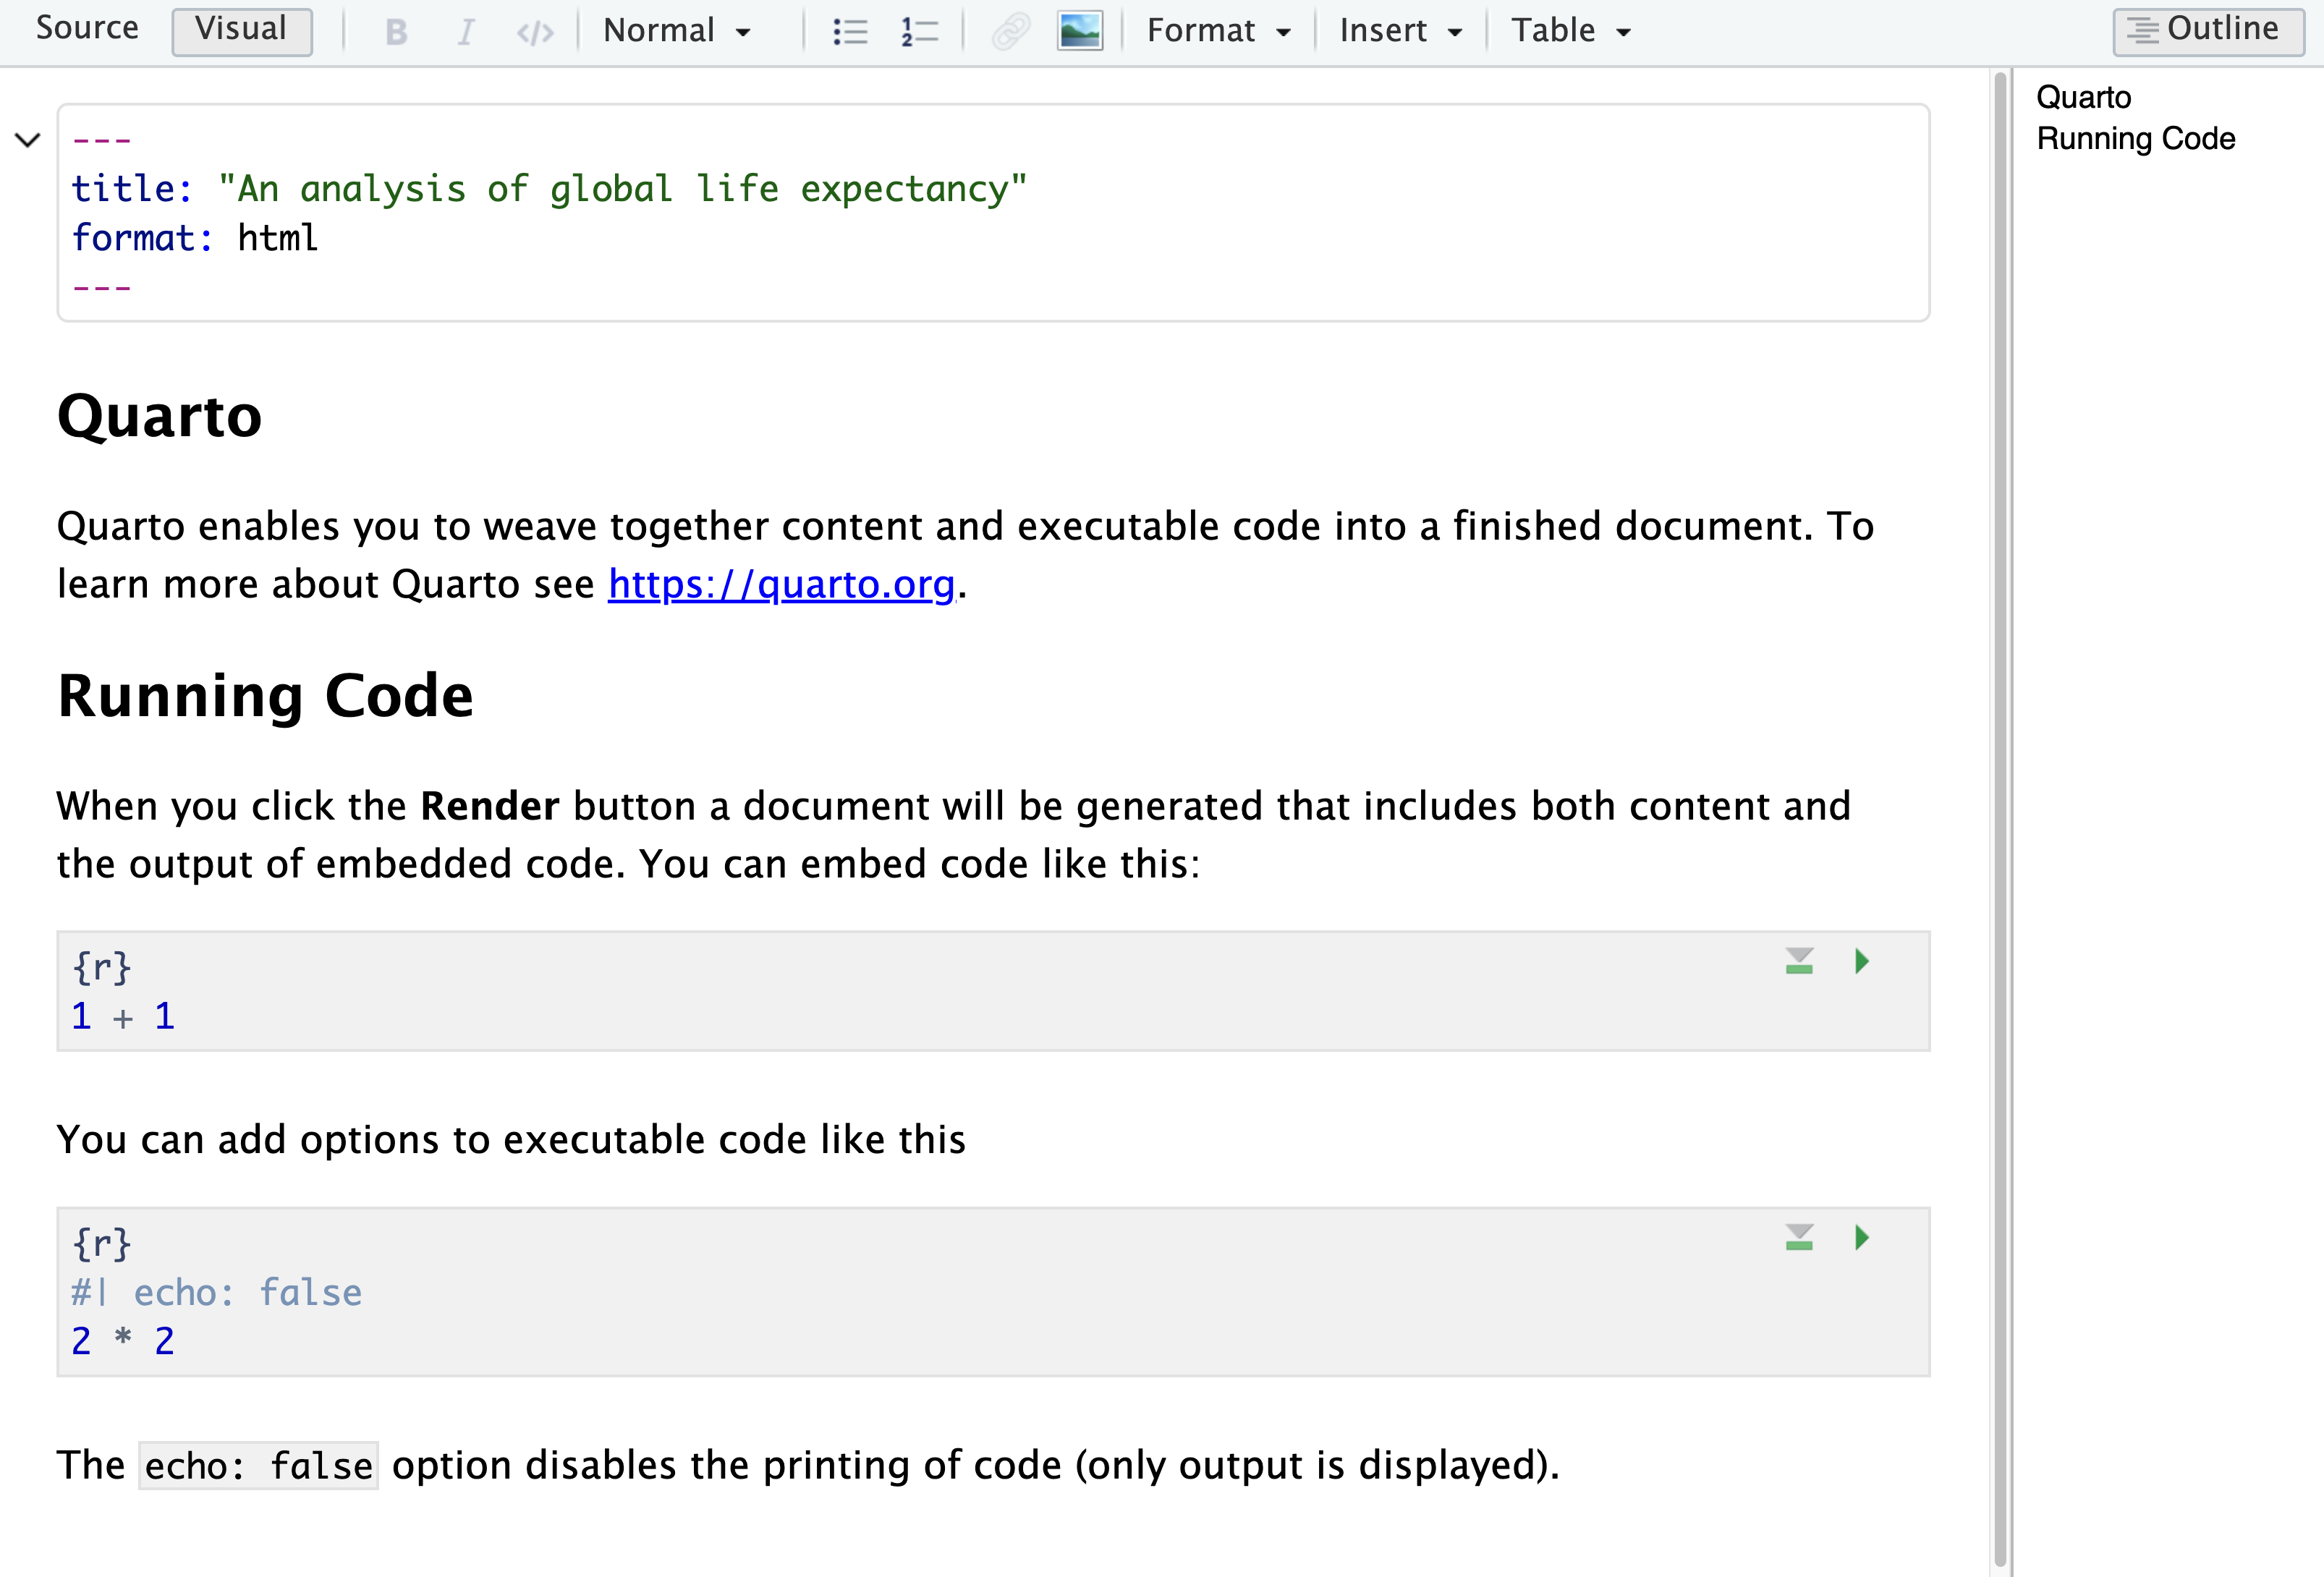 Source Visual B I </> Normal Format Insert Table Outline
Quarto
Running Code
---
title: "An analysis of global life expectancy"
format: html
---
Quarto
Quarto enables you to weave together content and executable code into a finished document. To
learn more about Quarto see https://quarto.org.
Running Code
When you click the Render button a document will be generated that includes both content and
the output of embedded code. You can embed code like this:
{r}
1 + 1
You can add options to executable code like this
{r}
#| echo: false
2 * 2
The echo: false option disables the printing of code (only output is displayed).